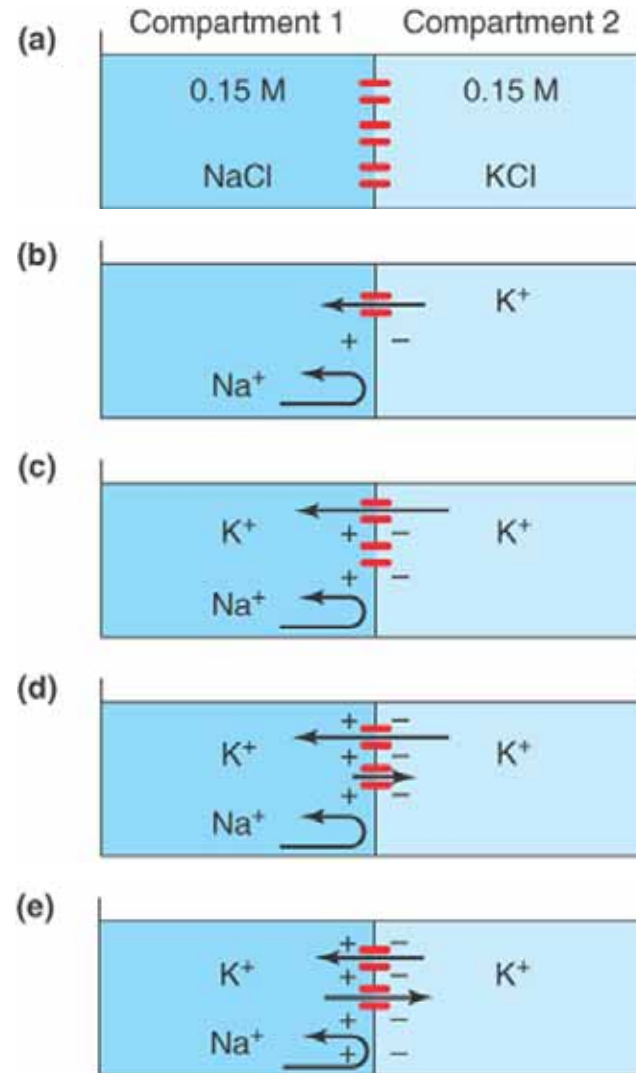 Compartment 1 Compartment 2
(a)
0.15 M 0.15 M
NaCl KCl
(b)
K⁺
+ −
Na⁺
(c)
K⁺ K⁺
+ −
+ −
Na⁺
(d)
+ −
K⁺ K⁺
+ −
+ −
Na⁺
(e)
+ −
K⁺ K⁺
+ −
+ −
Na⁺
+ −